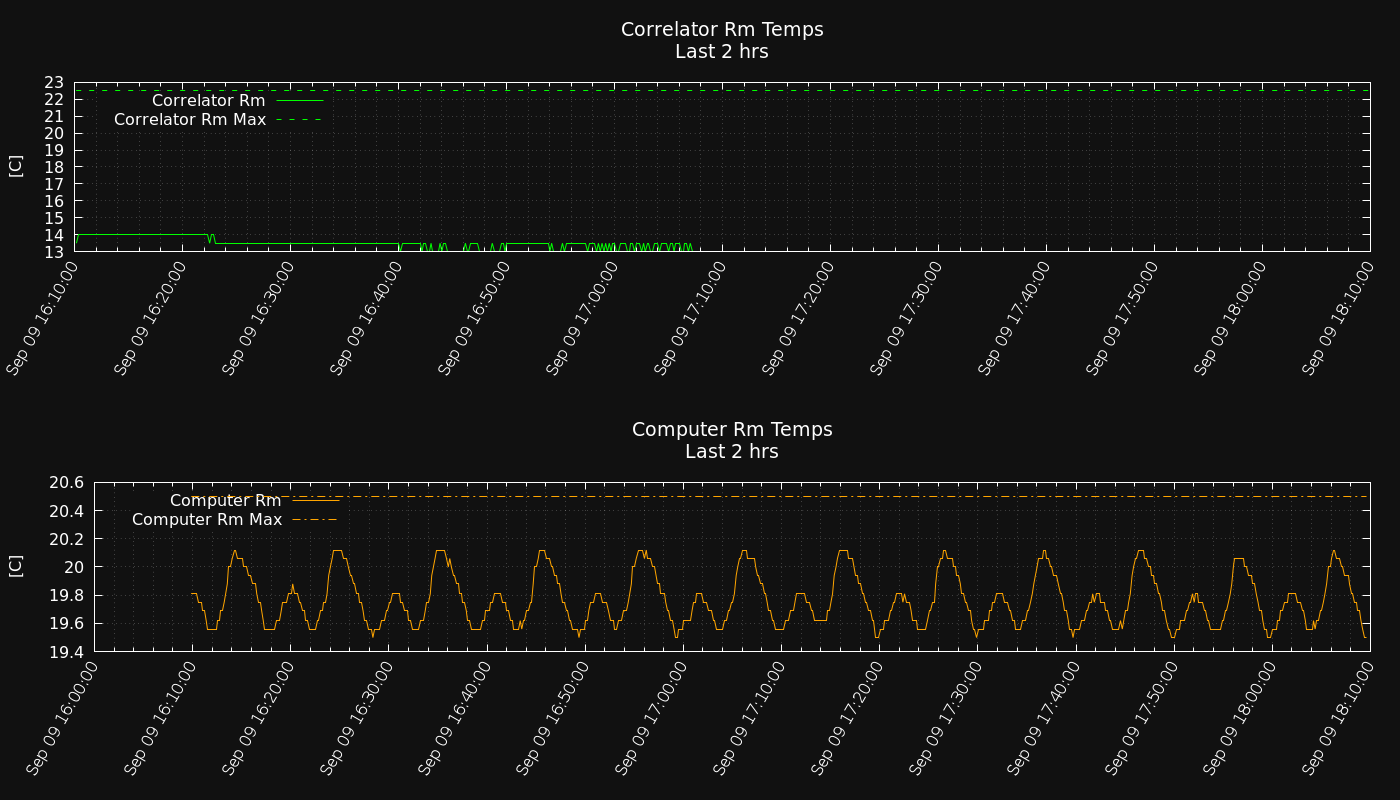 Correlator Rm Temps
Last 2 hrs
23
22
21
20
19
18
17
16
15
14
13
[C]
Correlator Rm
Correlator Rm Max
Sep 09 16:10:00
Sep 09 16:20:00
Sep 09 16:30:00
Sep 09 16:40:00
Sep 09 16:50:00
Sep 09 17:00:00
Sep 09 17:10:00
Sep 09 17:20:00
Sep 09 17:30:00
Sep 09 17:40:00
Sep 09 17:50:00
Sep 09 18:00:00
Sep 09 18:10:00
Computer Rm Temps
Last 2 hrs
20.6
20.4
20.2
20
19.8
19.6
19.4
[C]
Computer Rm
Computer Rm Max
Sep 09 16:00:00
Sep 09 16:10:00
Sep 09 16:20:00
Sep 09 16:30:00
Sep 09 16:40:00
Sep 09 16:50:00
Sep 09 17:00:00
Sep 09 17:10:00
Sep 09 17:20:00
Sep 09 17:30:00
Sep 09 17:40:00
Sep 09 17:50:00
Sep 09 18:00:00
Sep 09 18:10:00